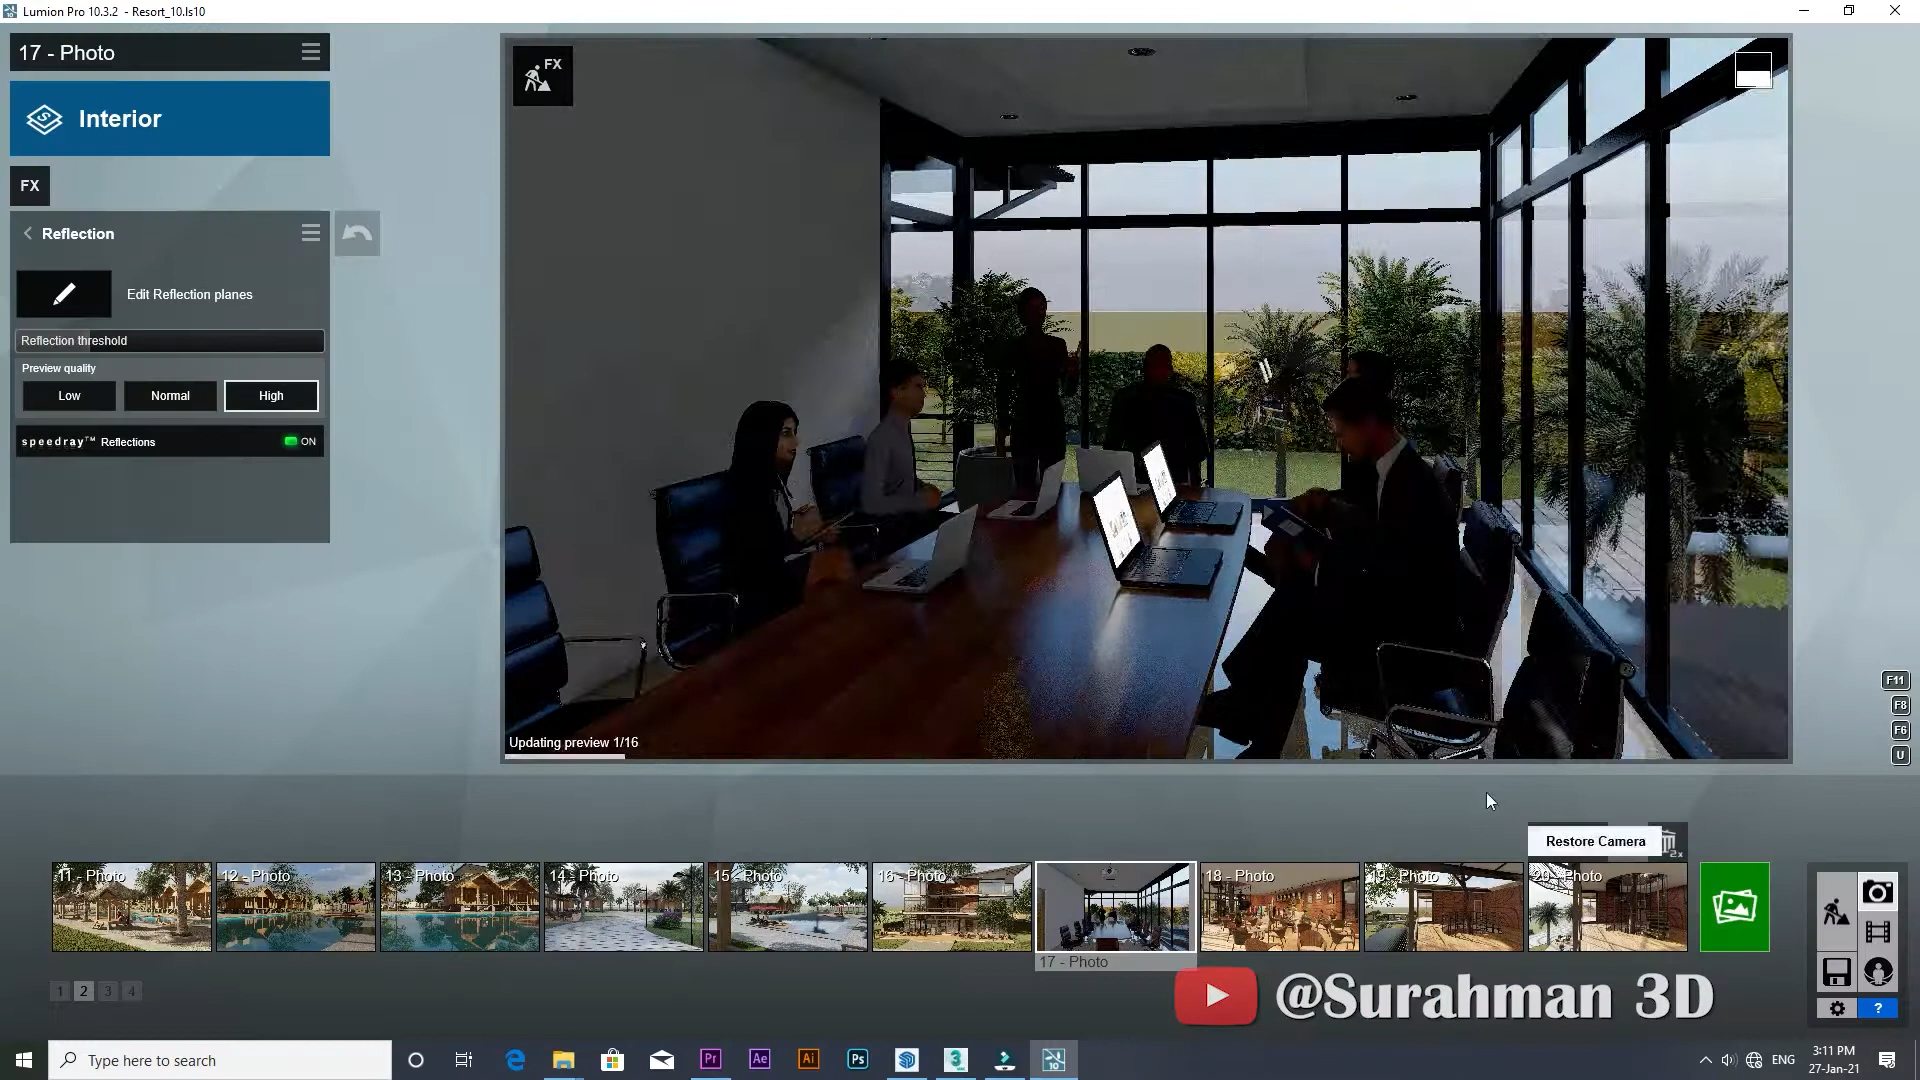 Lumion Pro 10.3.2 - Resort_10.ls10
17 - Photo
Interior
FX
Reflection
Edit Reflection planes
Reflection threshold
Preview quality
Low
Normal
High
speedray™ Reflections
ON
FX
Updating preview 1/16
F11
F8
F6
U
Restore Camera
2x
11 - Photo
12 - Photo
13 - Photo
14 - Photo
15 - Photo
16 - Photo
18 - Photo
19 - Photo
20 - Photo
17 - Photo
1 2 3 4
@Surahman 3D
?
Type here to search
Pr
Ae
Ai
Ps
3
10
ENG
3:11 PM
27-Jan-21